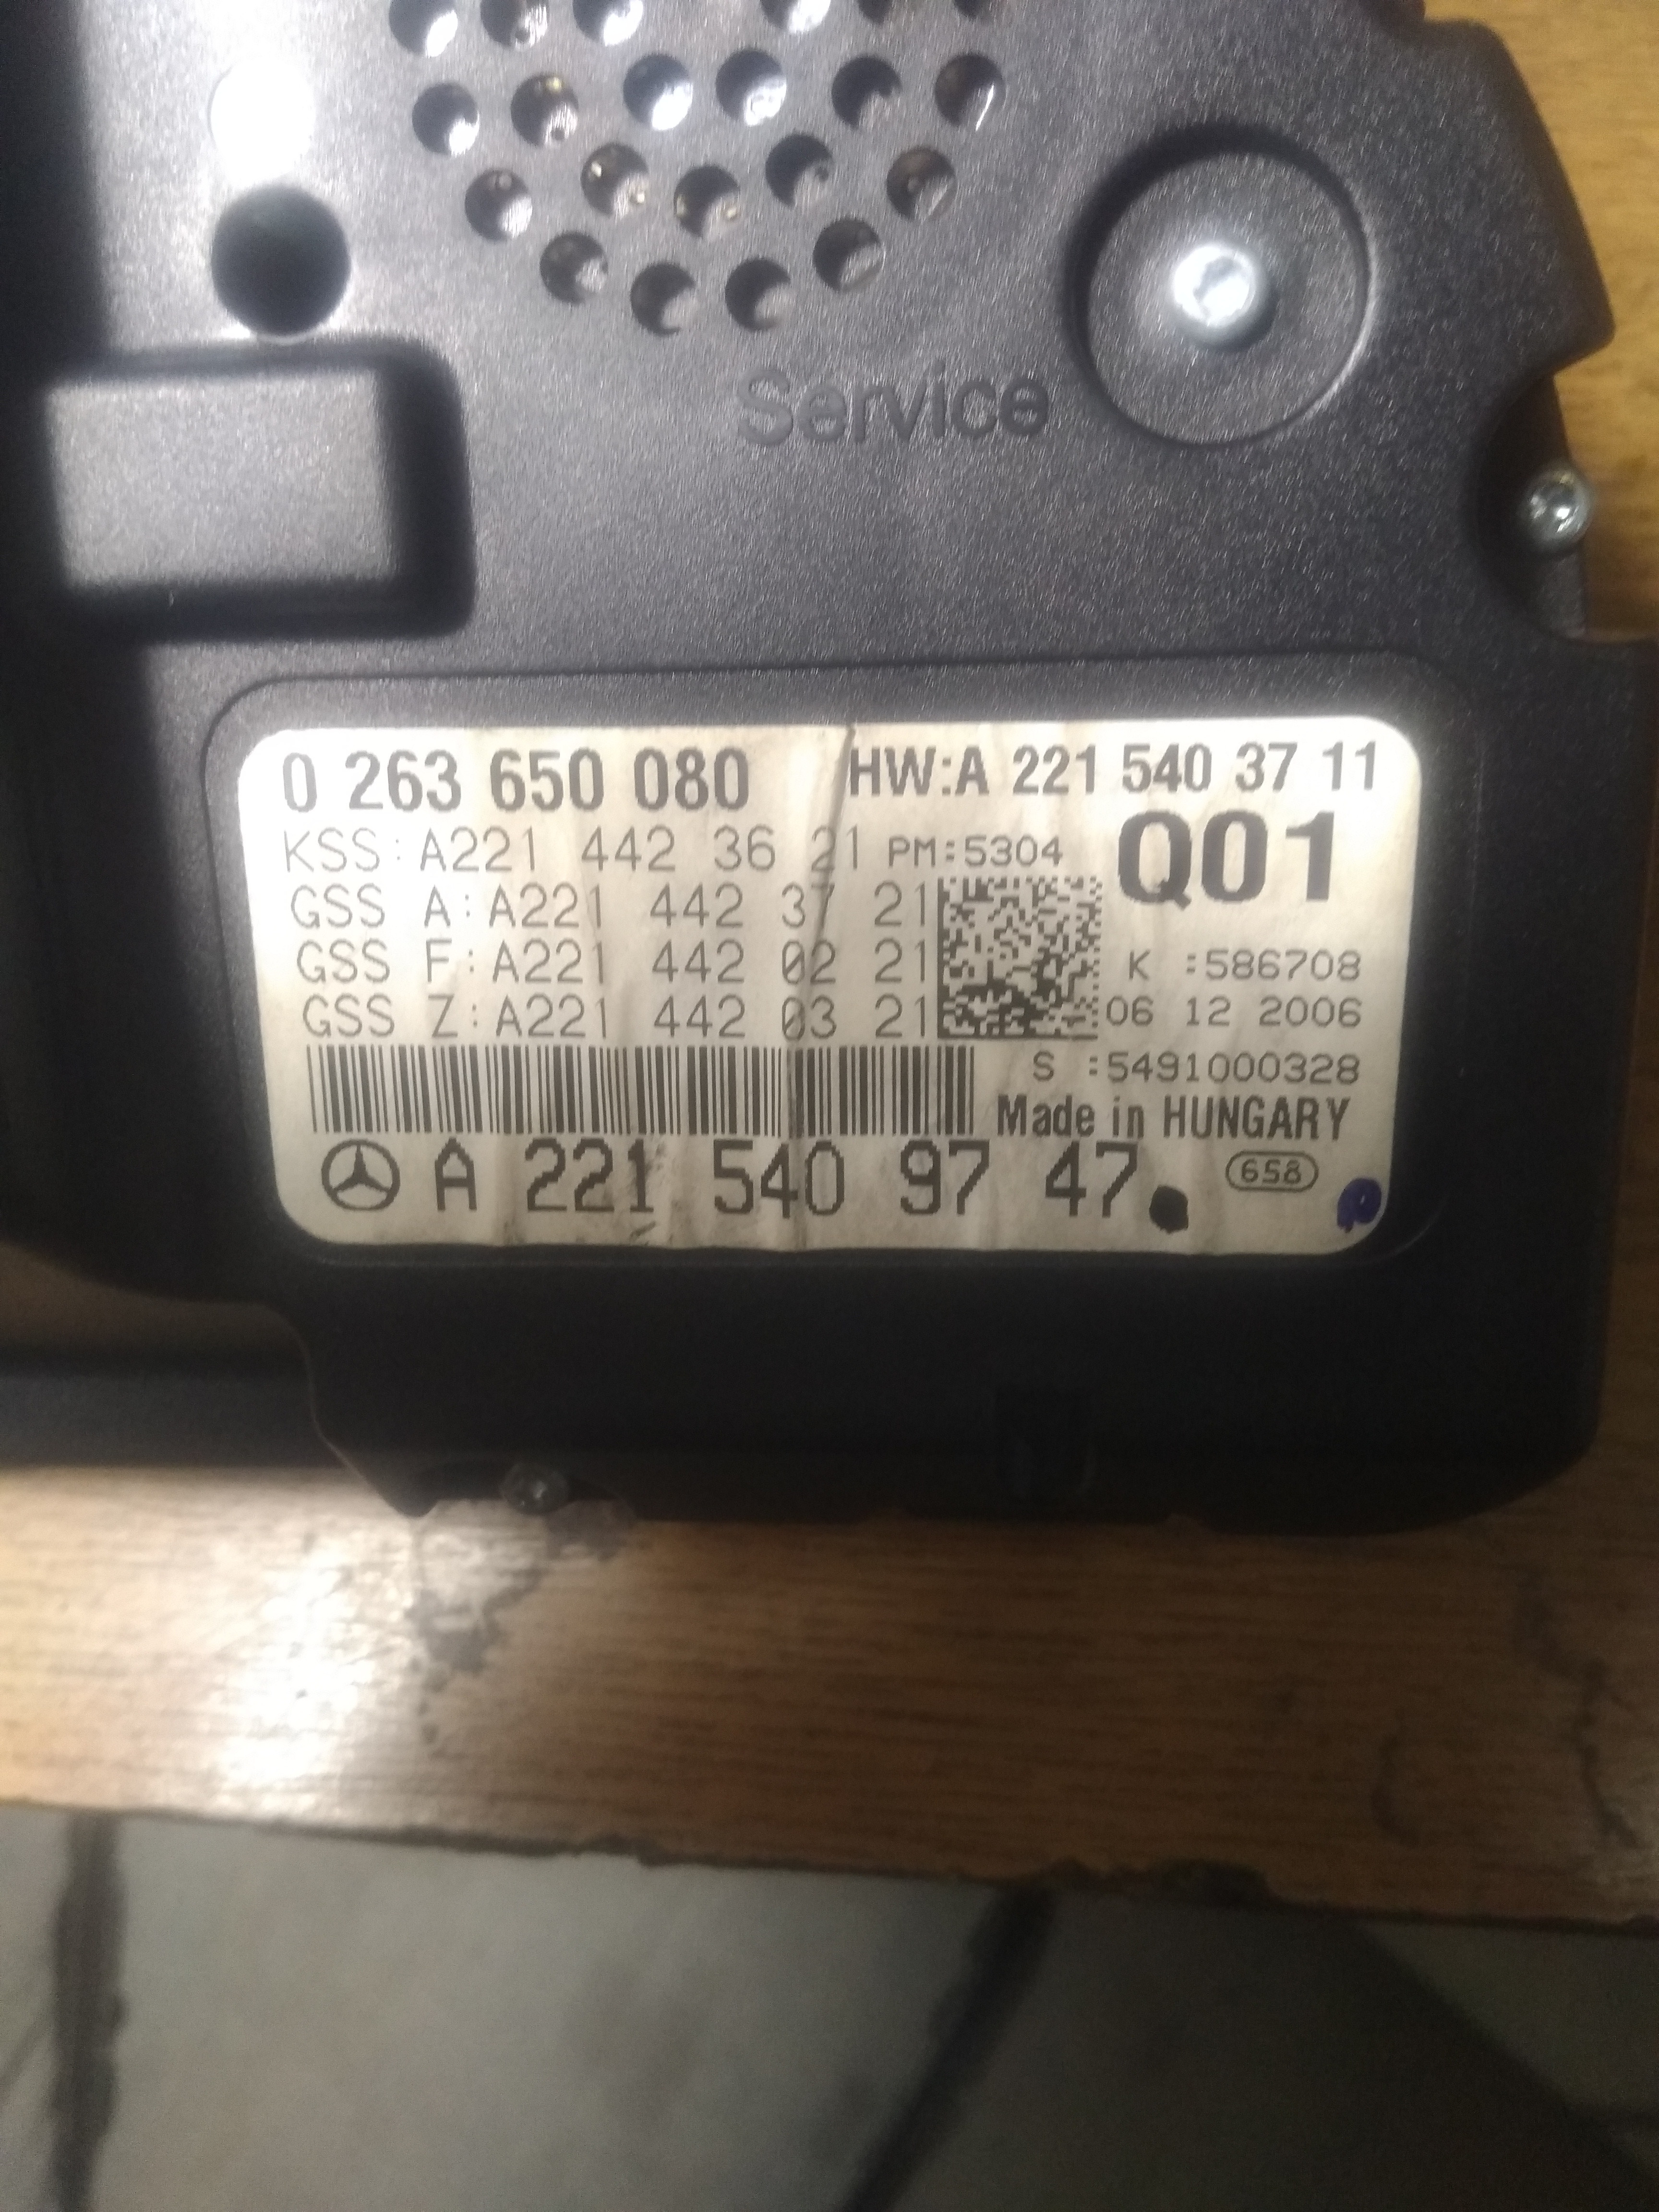 Service
0 263 650 080 HW:A 221 540 37 11
KSS:A221 442 36 21 PM:5304 Q01
GSS A:A221 442 37 21
GSS F:A221 442 02 21 K :586708
GSS Z:A221 442 03 21 06 12 2006
S :5491000328
Made in HUNGARY
A 221 540 97 47 658